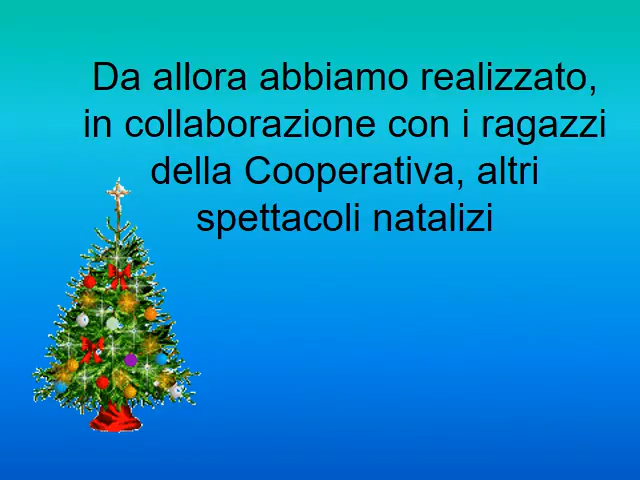 Da allora abbiamo realizzato,
in collaborazione con i ragazzi
della Cooperativa, altri
spettacoli natalizi